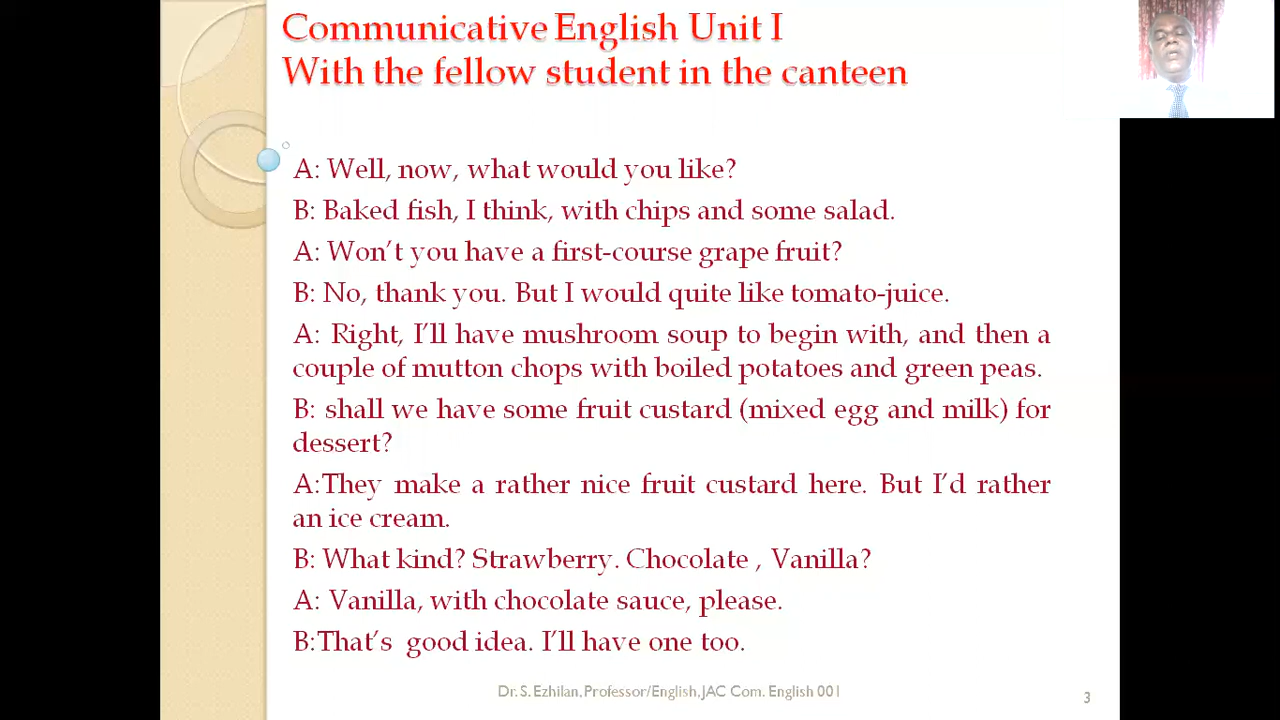 Communicative English Unit I
With the fellow student in the canteen
A: Well, now, what would you like?
B: Baked fish, I think, with chips and some salad.
A: Won’t you have a first-course grape fruit?
B: No, thank you. But I would quite like tomato-juice.
A: Right, I’ll have mushroom soup to begin with, and then a
couple of mutton chops with boiled potatoes and green peas.
B: shall we have some fruit custard (mixed egg and milk) for
dessert?
A:They make a rather nice fruit custard here. But I’d rather
an ice cream.
B: What kind? Strawberry. Chocolate , Vanilla?
A: Vanilla, with chocolate sauce, please.
B:That’s good idea. I’ll have one too.
Dr. S. Ezhilan, Professor/English, JAC Com. English 001
3